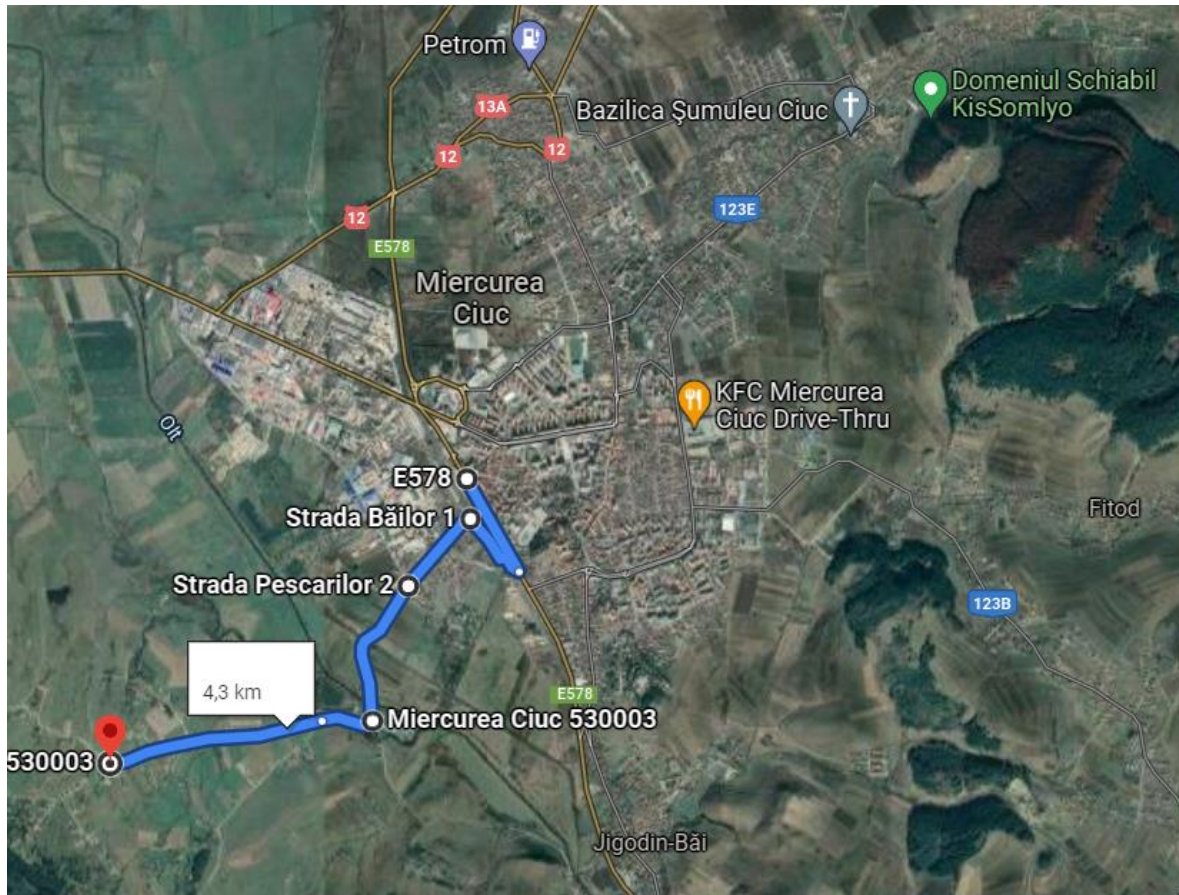 Petrom
Domeniul Schiabil
KisSomlyo
13A
Bazilica Şumuleu Ciuc
12
12
123E
12
E578
Miercurea
Ciuc
KFC Miercurea
Ciuc Drive-Thru
Olt
E578
Fitod
Strada Băilor 1
Strada Pescarilor 2
123B
4,3 km
E578
Miercurea Ciuc 530003
530003
Jigodin-Băi